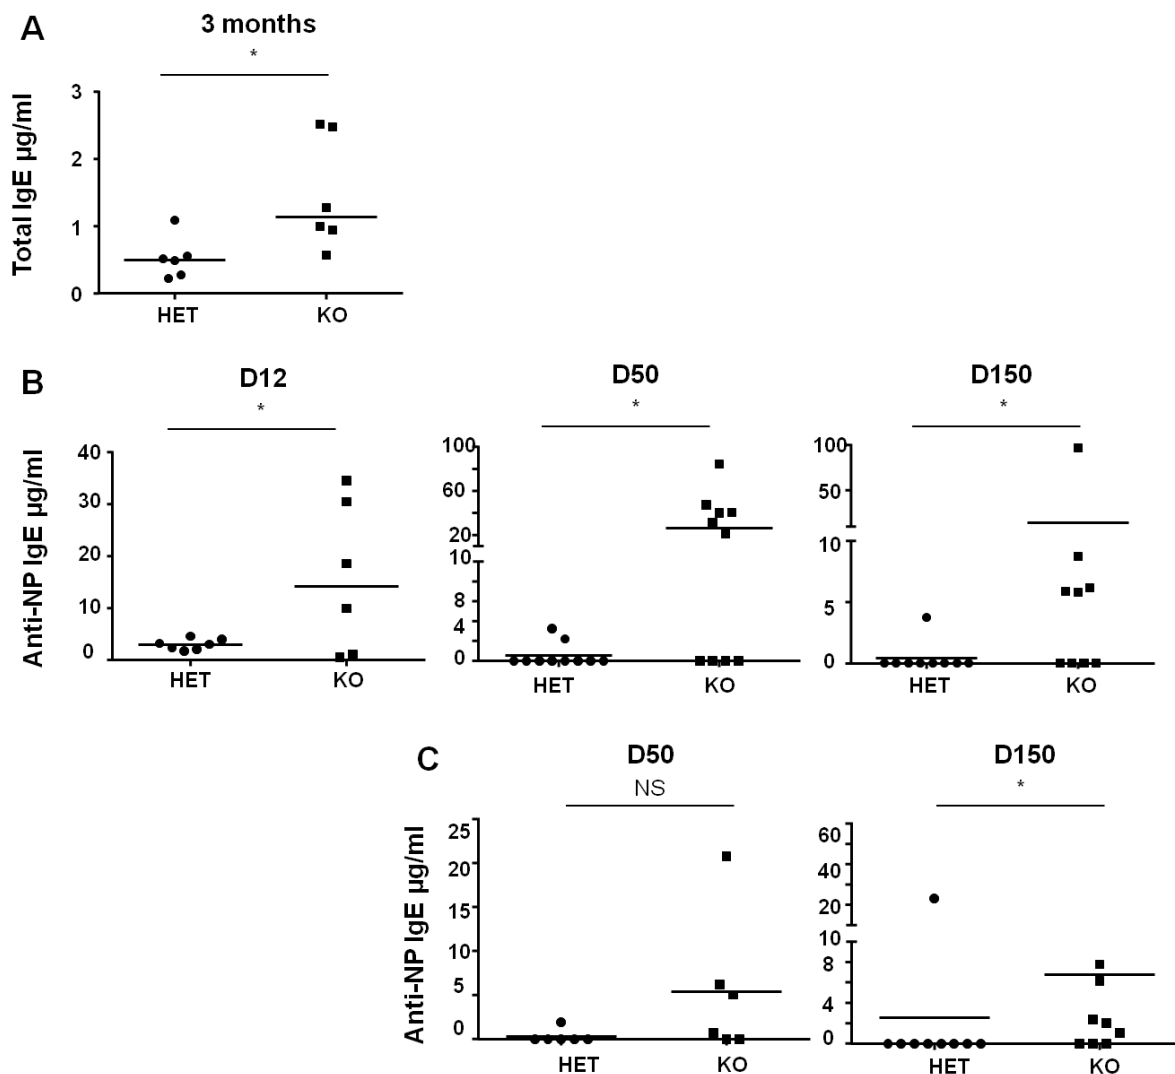 A
3 months
*
Total IgE µg/ml
3
2
1
0
HET KO
B
D12
*
Anti-NP IgE µg/ml
40
30
20
10
0
HET KO
D50
*
100
60
20
10
8
4
0
HET KO
D150
*
100
50
10
5
0
HET KO
C
D50
NS
Anti-NP IgE µg/ml
25
20
15
10
5
0
HET KO
D150
*
60
40
20
10
8
4
0
HET KO